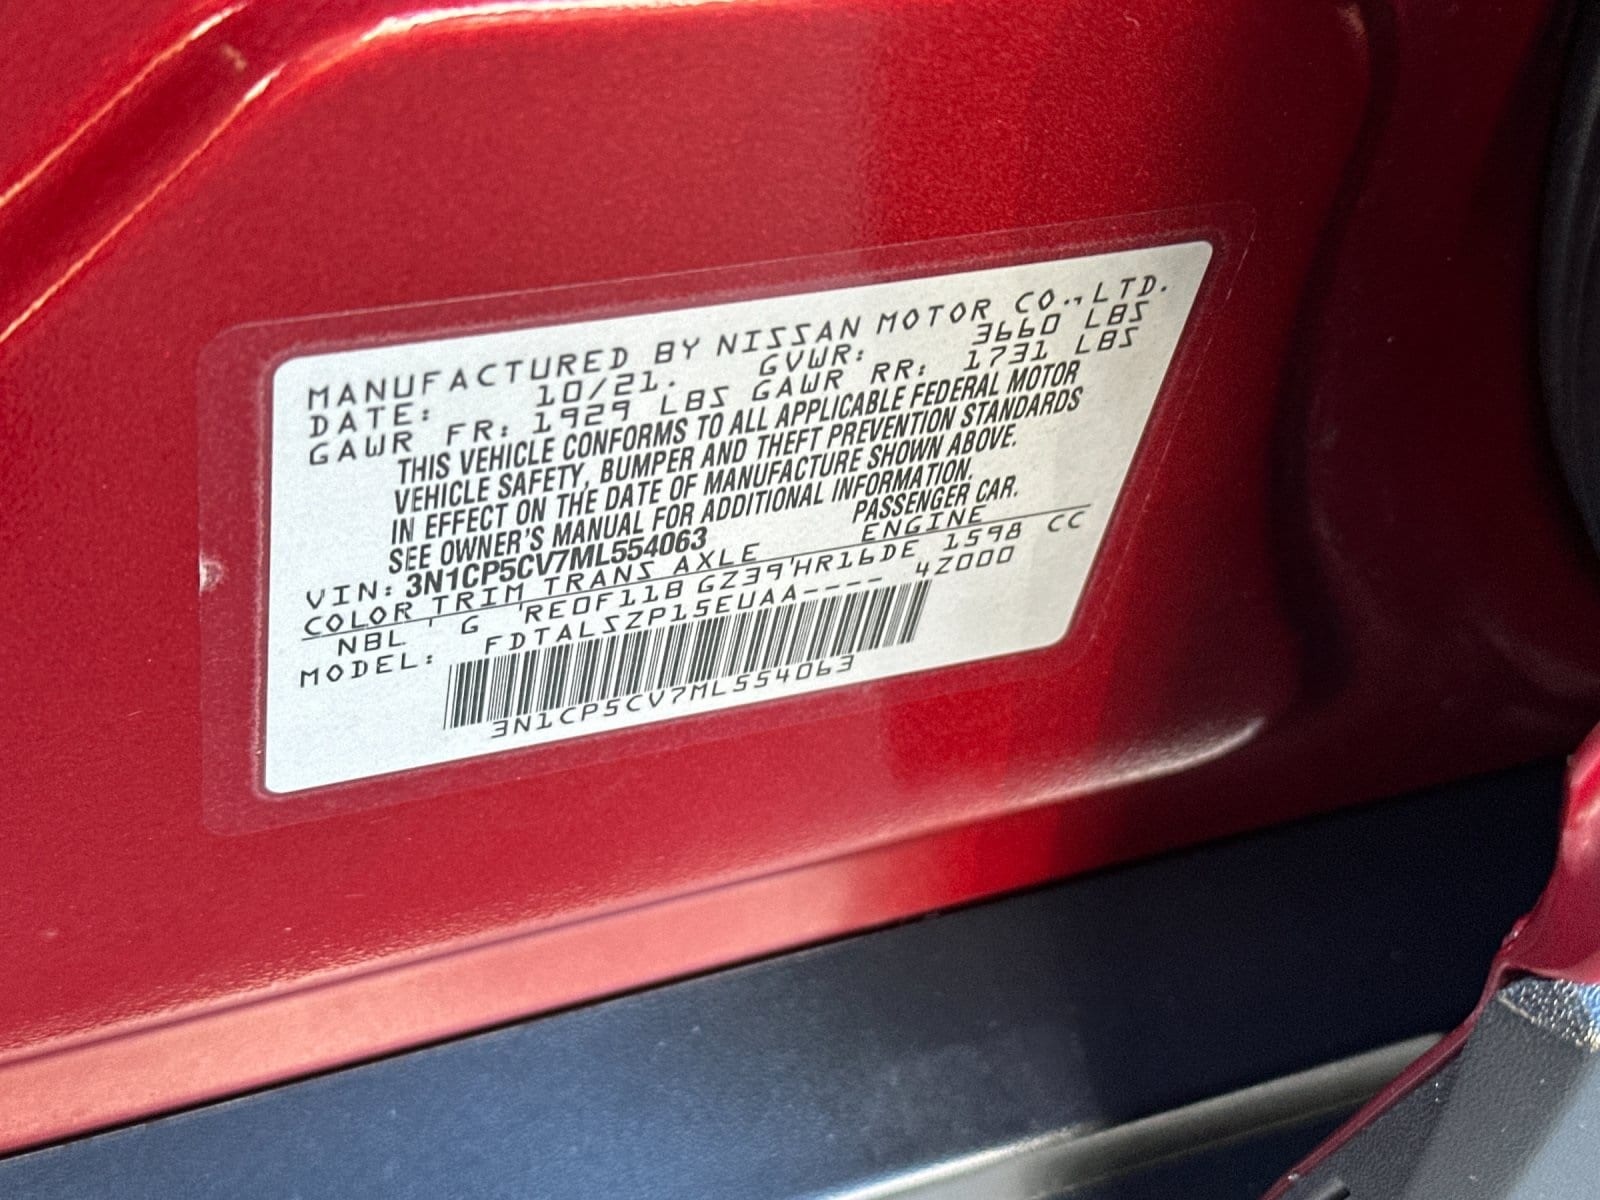 MANUFACTURED BY NISSAN MOTOR CO.,LTD.
DATE: 10/21. GVWR: 3660 LBS
GAWR FR: 1929 LBS GAWR RR: 1731 LBS
THIS VEHICLE CONFORMS TO ALL APPLICABLE FEDERAL MOTOR
VEHICLE SAFETY, BUMPER AND THEFT PREVENTION STANDARDS
IN EFFECT ON THE DATE OF MANUFACTURE SHOWN ABOVE.
SEE OWNER'S MANUAL FOR ADDITIONAL INFORMATION.
VIN: 3N1CP5CV7ML554063 PASSENGER CAR.
COLOR TRIM TRANS AXLE ENGINE
NBL ' G 'RE0F11B GZ39'HR16DE 1598 CC
MODEL: FDTALSZP15EUAA---- 4Z000
3N1CP5CV7ML554063